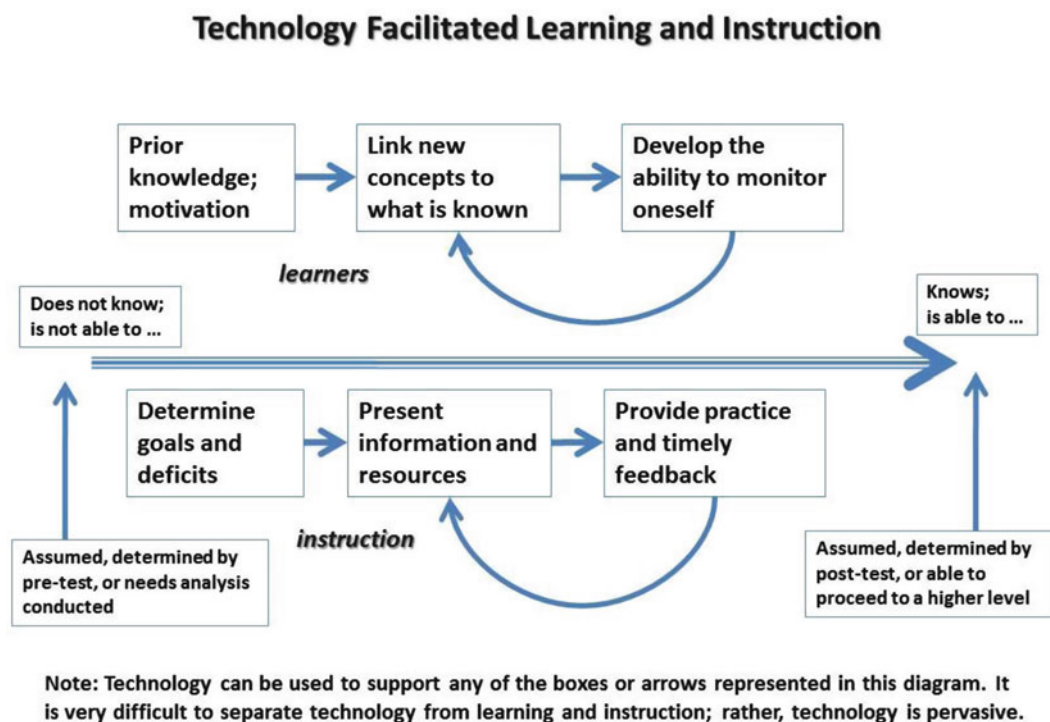 Technology Facilitated Learning and Instruction
Prior
knowledge;
motivation
Link new
concepts to
what is known
Develop the
ability to monitor
oneself
learners
Does not know;
is not able to ...
Knows;
is able to ...
Determine
goals and
deficits
Present
information and
resources
Provide practice
and timely
feedback
instruction
Assumed, determined by
pre-test, or needs analysis
conducted
Assumed, determined by
post-test, or able to
proceed to a higher level
Note: Technology can be used to support any of the boxes or arrows represented in this diagram. It
is very difficult to separate technology from learning and instruction; rather, technology is pervasive.